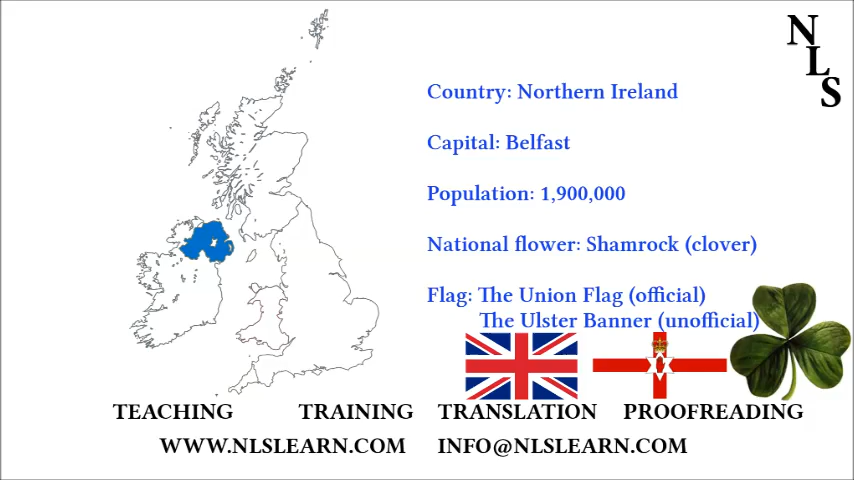 N
L
S
Country: Northern Ireland
Capital: Belfast
Population: 1,900,000
National flower: Shamrock (clover)
Flag: The Union Flag (official)
The Ulster Banner (unofficial)
TEACHING TRAINING TRANSLATION PROOFREADING
WWW.NLSLEARN.COM INFO@NLSLEARN.COM